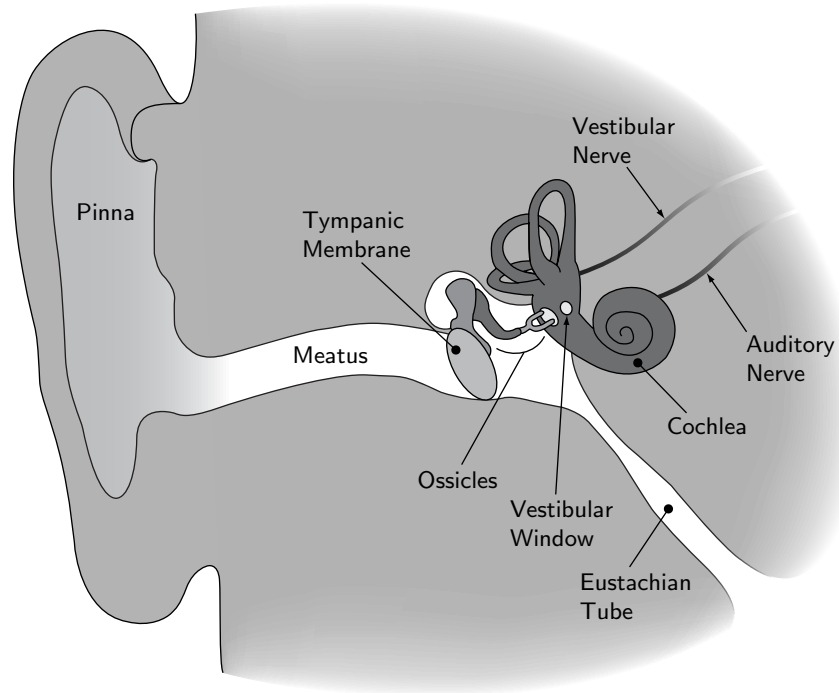 Vestibular
Nerve
Pinna
Tympanic
Membrane
Meatus
Auditory
Nerve
Cochlea
Ossicles
Vestibular
Window
Eustachian
Tube